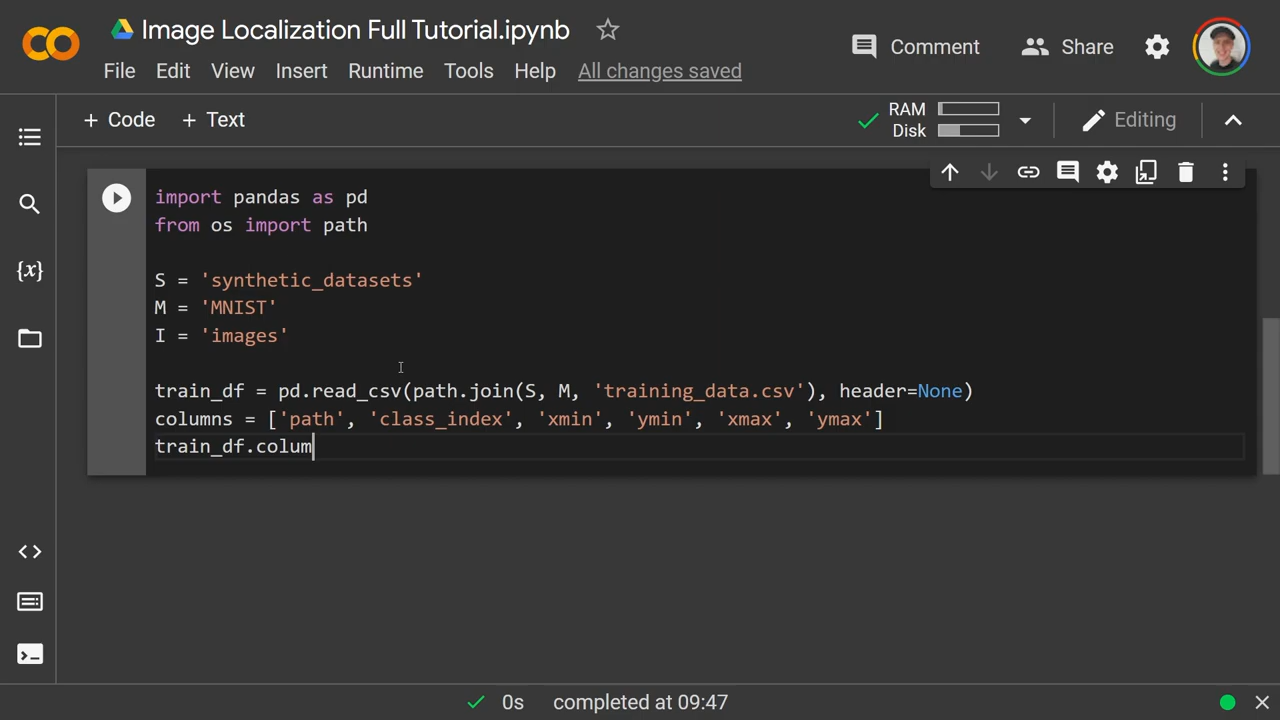 Image Localization Full Tutorial.ipynb
Comment
Share
File Edit View Insert Runtime Tools Help All changes saved
+ Code + Text
RAM
Disk
Editing
import pandas as pd
from os import path
S = 'synthetic_datasets'
M = 'MNIST'
I = 'images'
train_df = pd.read_csv(path.join(S, M, 'training_data.csv'), header=None)
columns = ['path', 'class_index', 'xmin', 'ymin', 'xmax', 'ymax']
train_df.colum
0s completed at 09:47